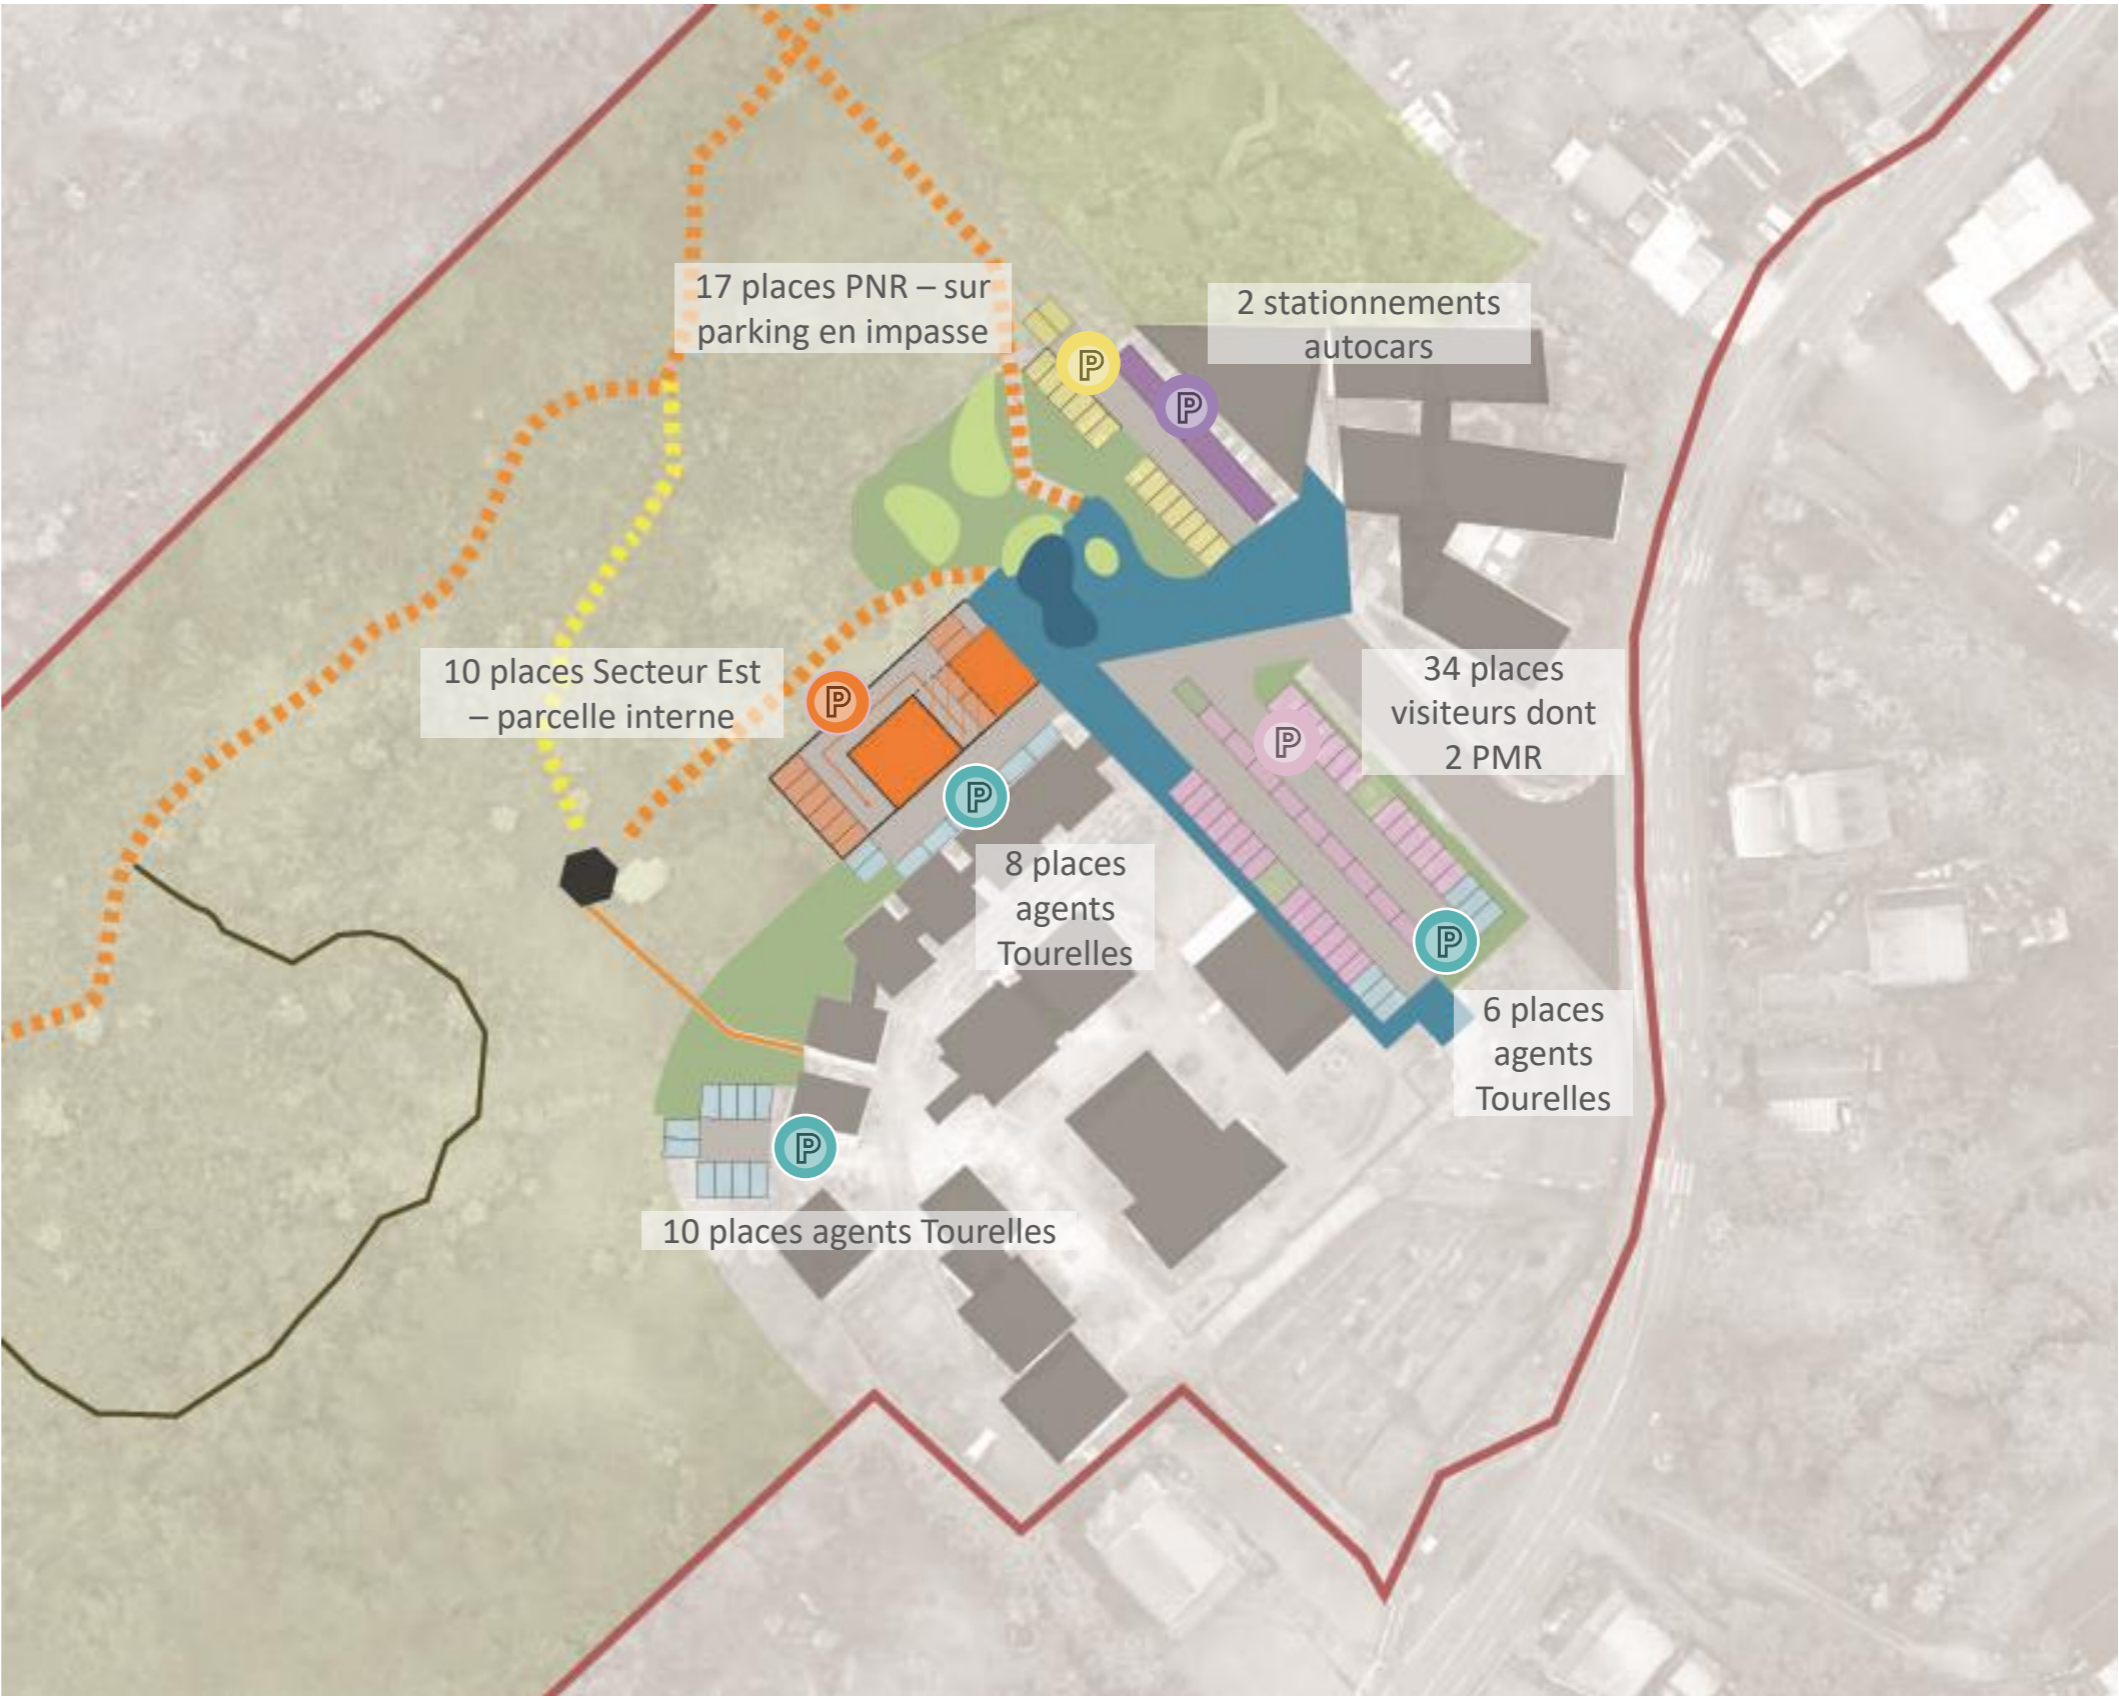 17 places PNR – sur
parking en impasse
2 stationnements
autocars
P
P
10 places Secteur Est
– parcelle interne
P
34 places
visiteurs dont
2 PMR
P
P
8 places
agents
Tourelles
P
6 places
agents
Tourelles
P
10 places agents Tourelles